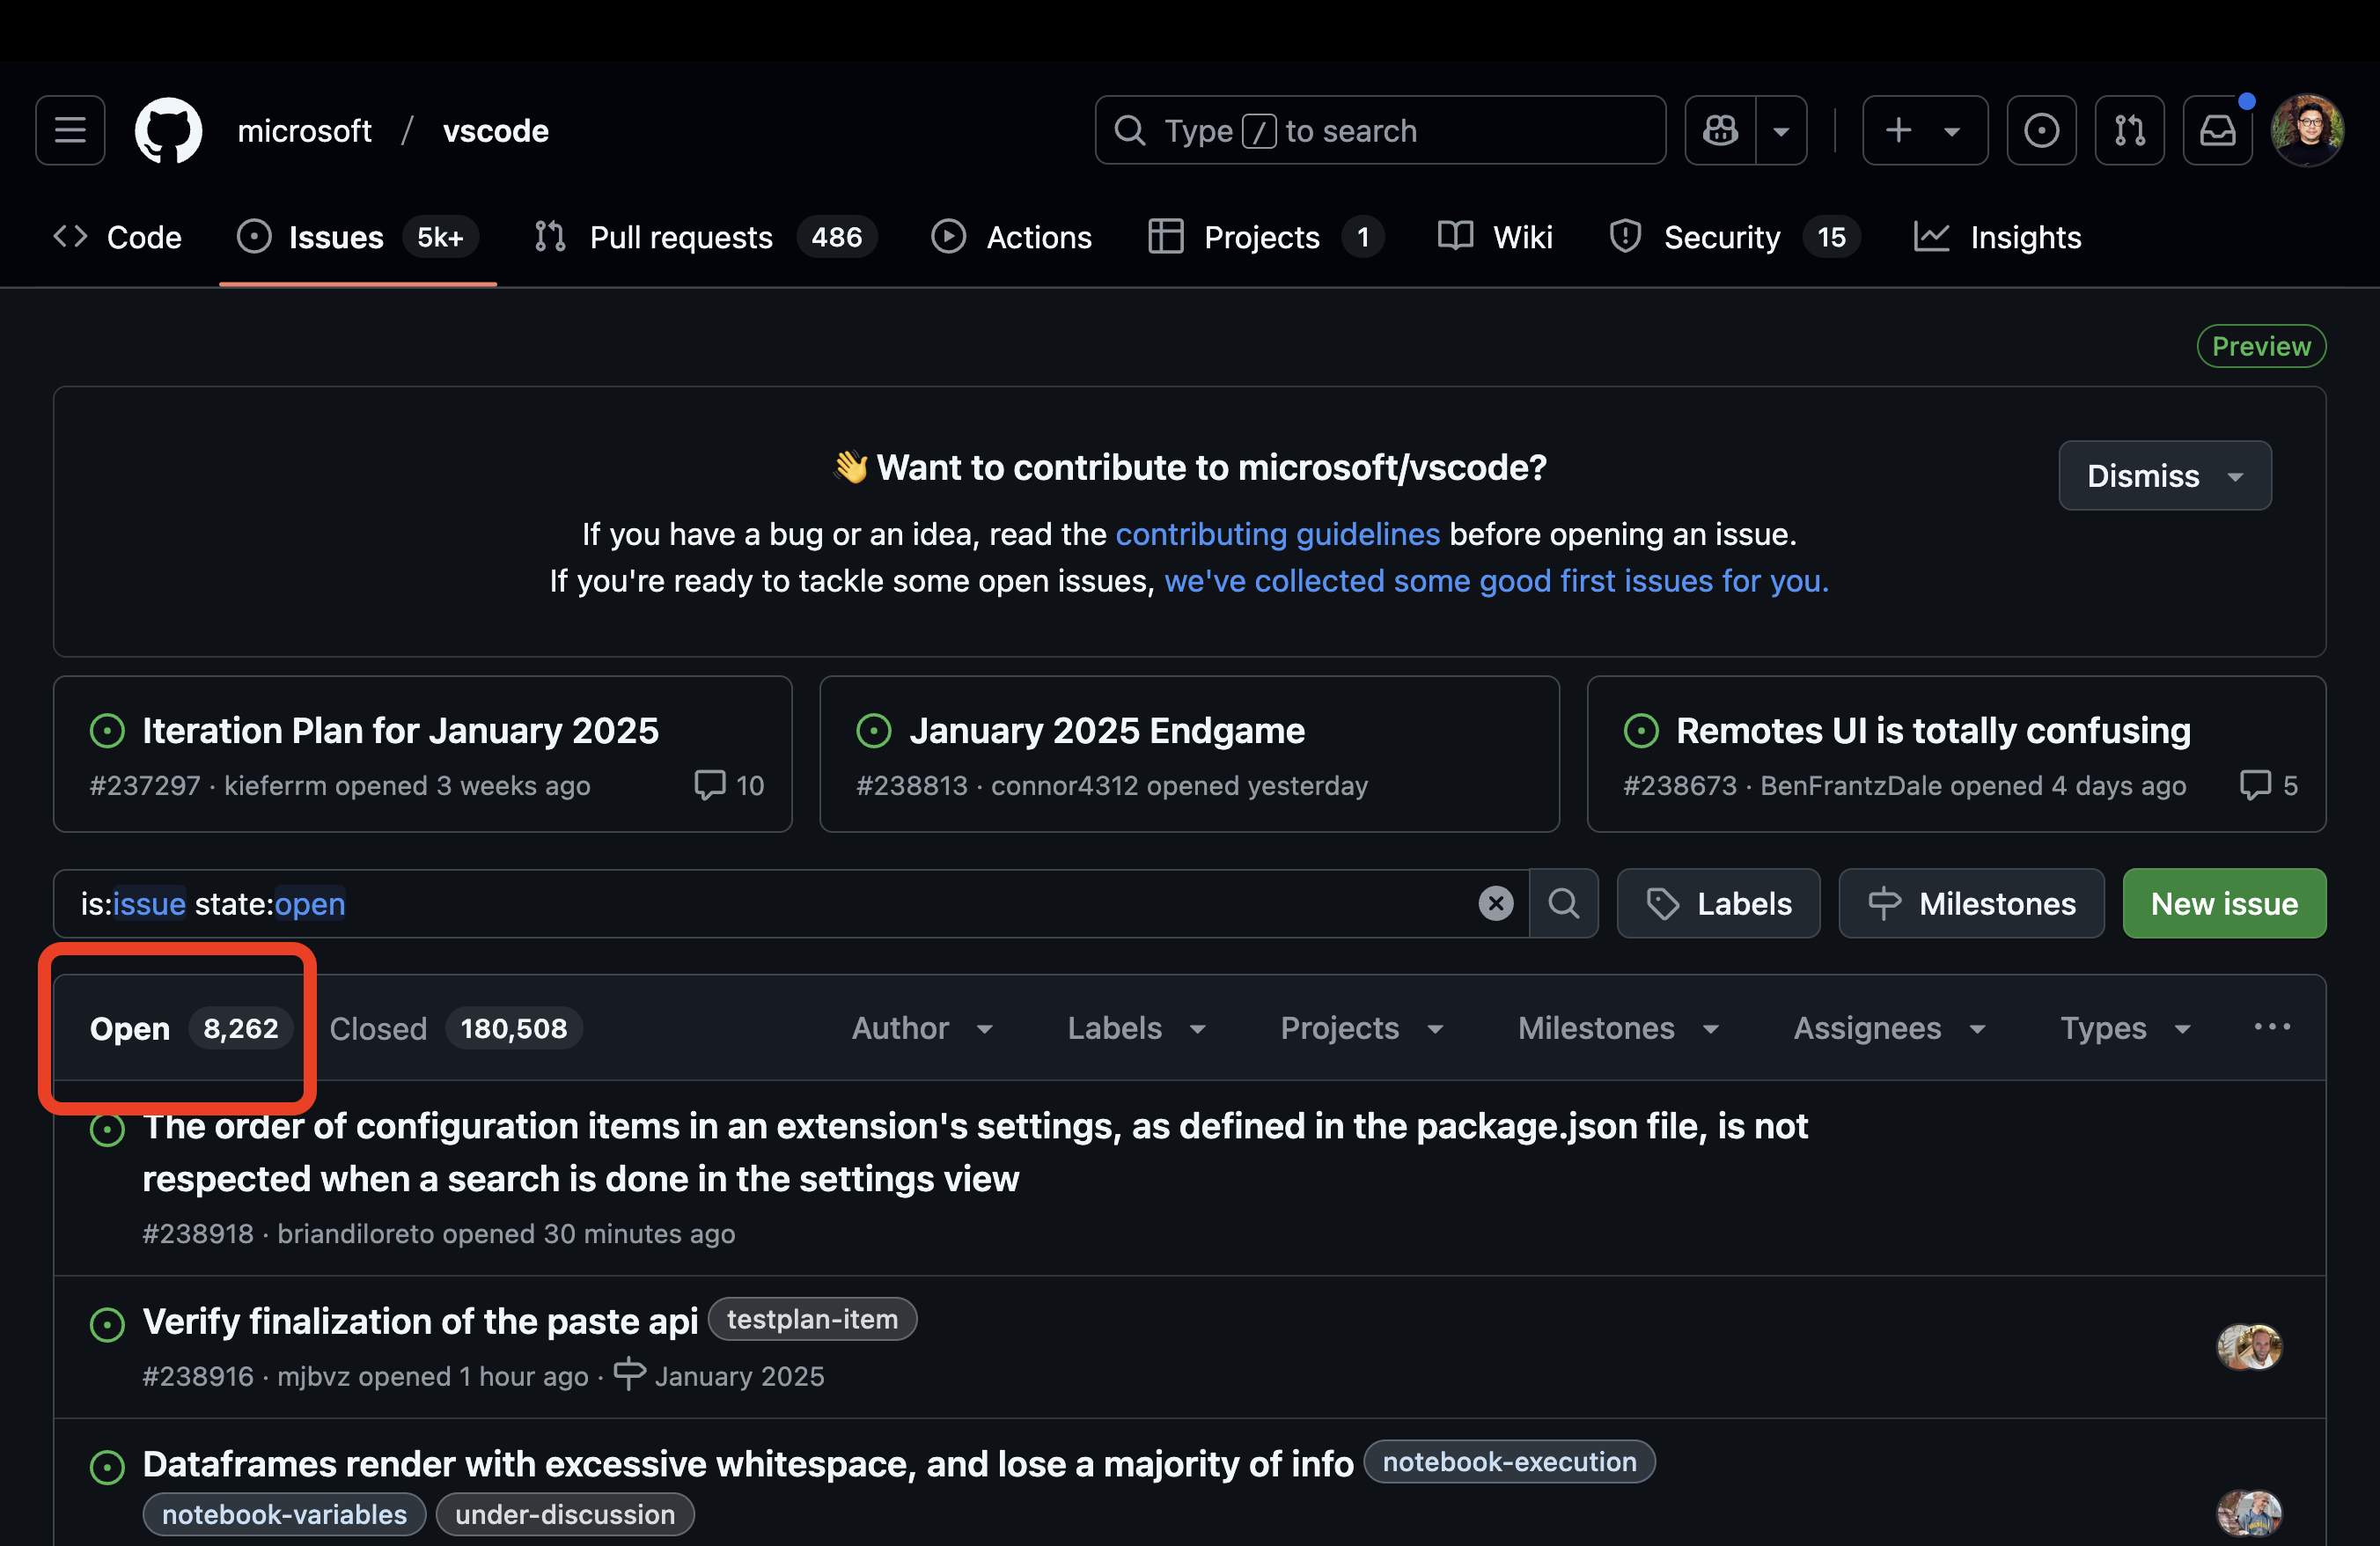 microsoft / vscode
Type / to search
Code
Issues 5k+
Pull requests 486
Actions
Projects 1
Wiki
Security 15
Insights
Preview
👋 Want to contribute to microsoft/vscode?
Dismiss
If you have a bug or an idea, read the contributing guidelines before opening an issue.
If you're ready to tackle some open issues, we've collected some good first issues for you.
Iteration Plan for January 2025
#237297 · kieferrm opened 3 weeks ago 10
January 2025 Endgame
#238813 · connor4312 opened yesterday
Remotes UI is totally confusing
#238673 · BenFrantzDale opened 4 days ago 5
is:issue state:open
Labels
Milestones
New issue
Open 8,262
Closed 180,508
Author
Labels
Projects
Milestones
Assignees
Types
The order of configuration items in an extension's settings, as defined in the package.json file, is not
respected when a search is done in the settings view
#238918 · briandiloreto opened 30 minutes ago
Verify finalization of the paste api testplan-item
#238916 · mjbvz opened 1 hour ago · January 2025
Dataframes render with excessive whitespace, and lose a majority of info notebook-execution
notebook-variables under-discussion